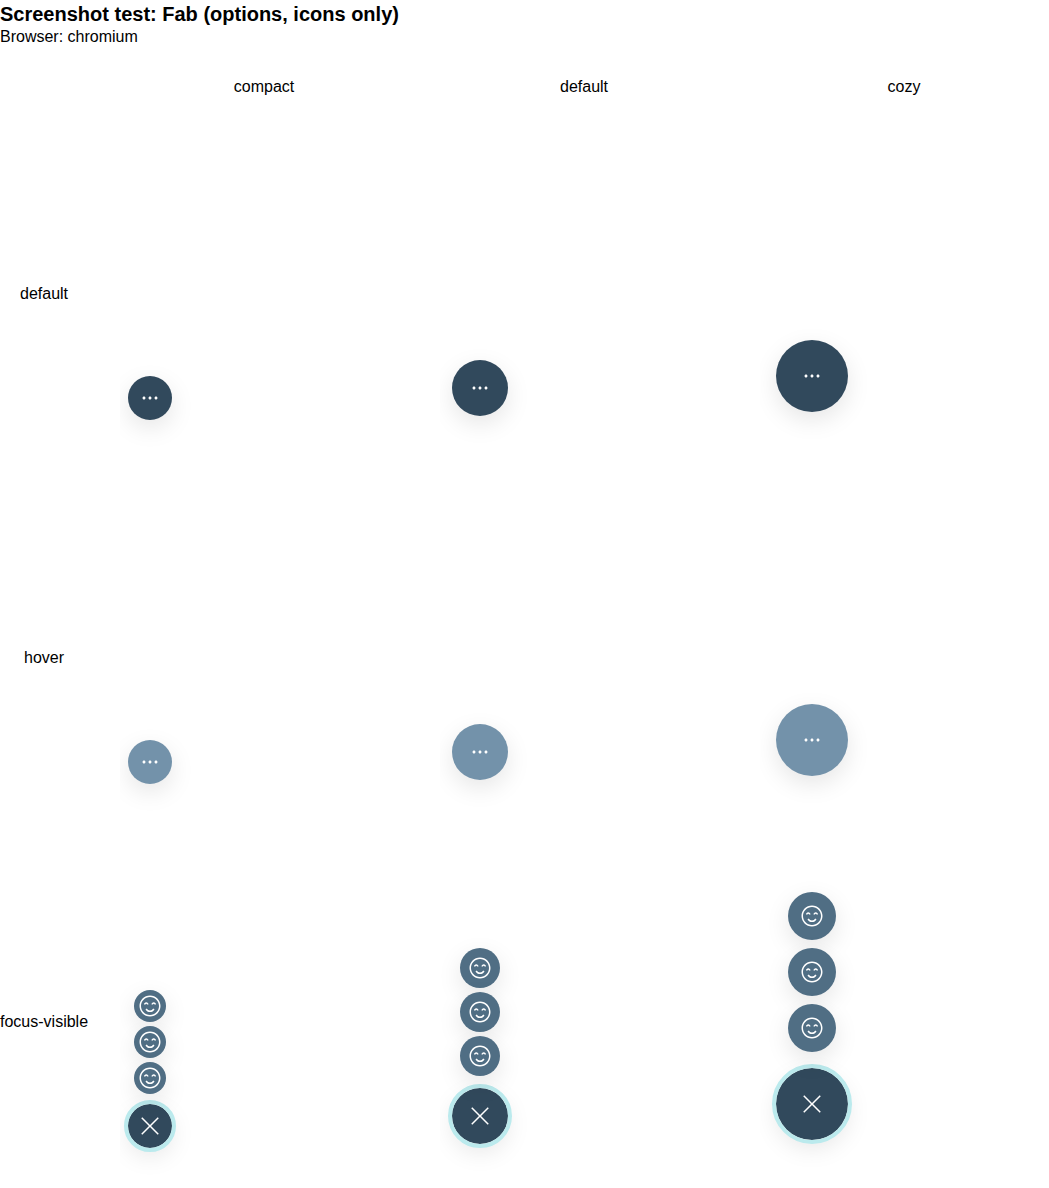 Screenshot test: Fab (options, icons only)
Browser: chromium
compact default cozy
default
hover
focus-visible